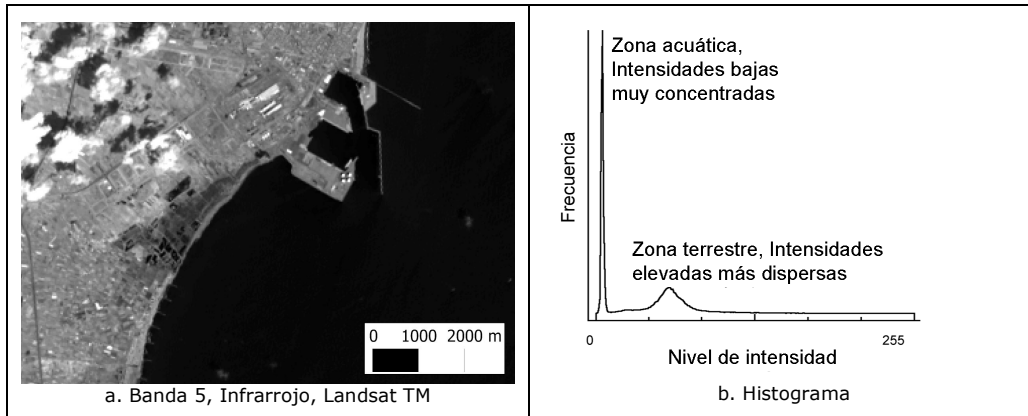 0 1000 2000 m
a. Banda 5, Infrarrojo, Landsat TM
Zona acuática,
Intensidades bajas
muy concentradas
Frecuencia
Zona terrestre, Intensidades
elevadas más dispersas
0 255
Nivel de intensidad
b. Histograma